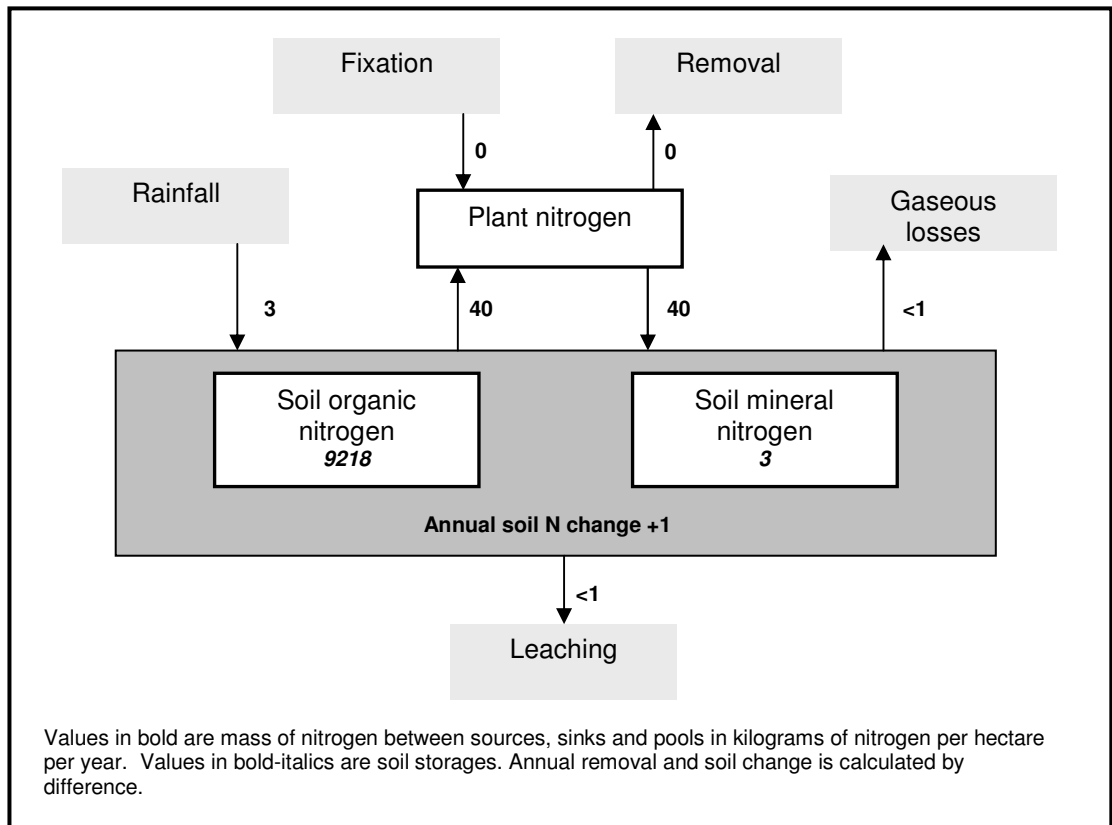 Fixation
Removal
0
0
Rainfall
Plant nitrogen
Gaseous
losses
3
40
40
<1
Soil organic
nitrogen
9218
Soil mineral
nitrogen
3
Annual soil N change +1
<1
Leaching
Values in bold are mass of nitrogen between sources, sinks and pools in kilograms of nitrogen per hectare
per year. Values in bold-italics are soil storages. Annual removal and soil change is calculated by
difference.